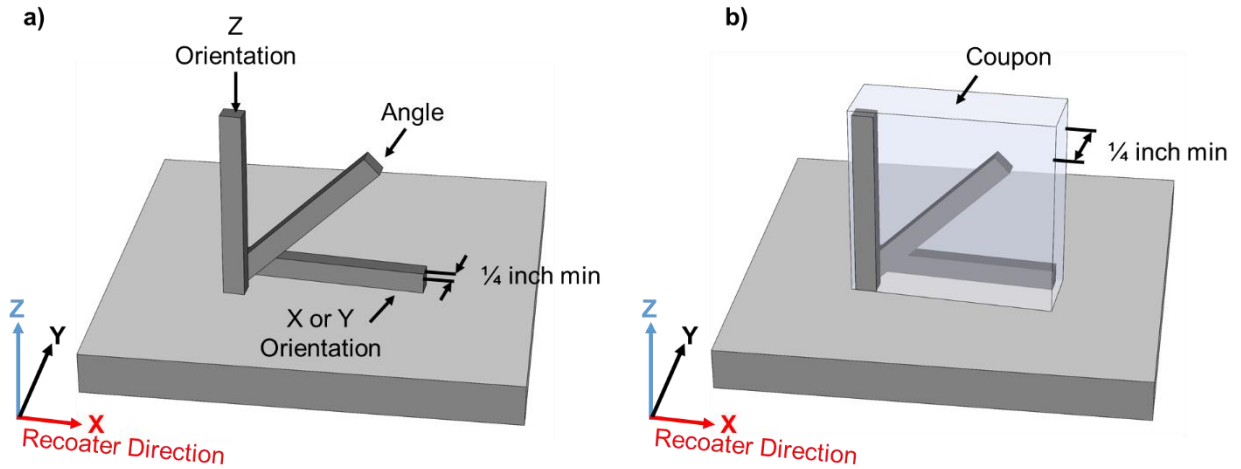 a)
Z
Orientation
Angle
¼ inch min
X or Y
Orientation
Z
Y
X
Recoater Direction
b)
Coupon
¼ inch min
Z
Y
X
Recoater Direction